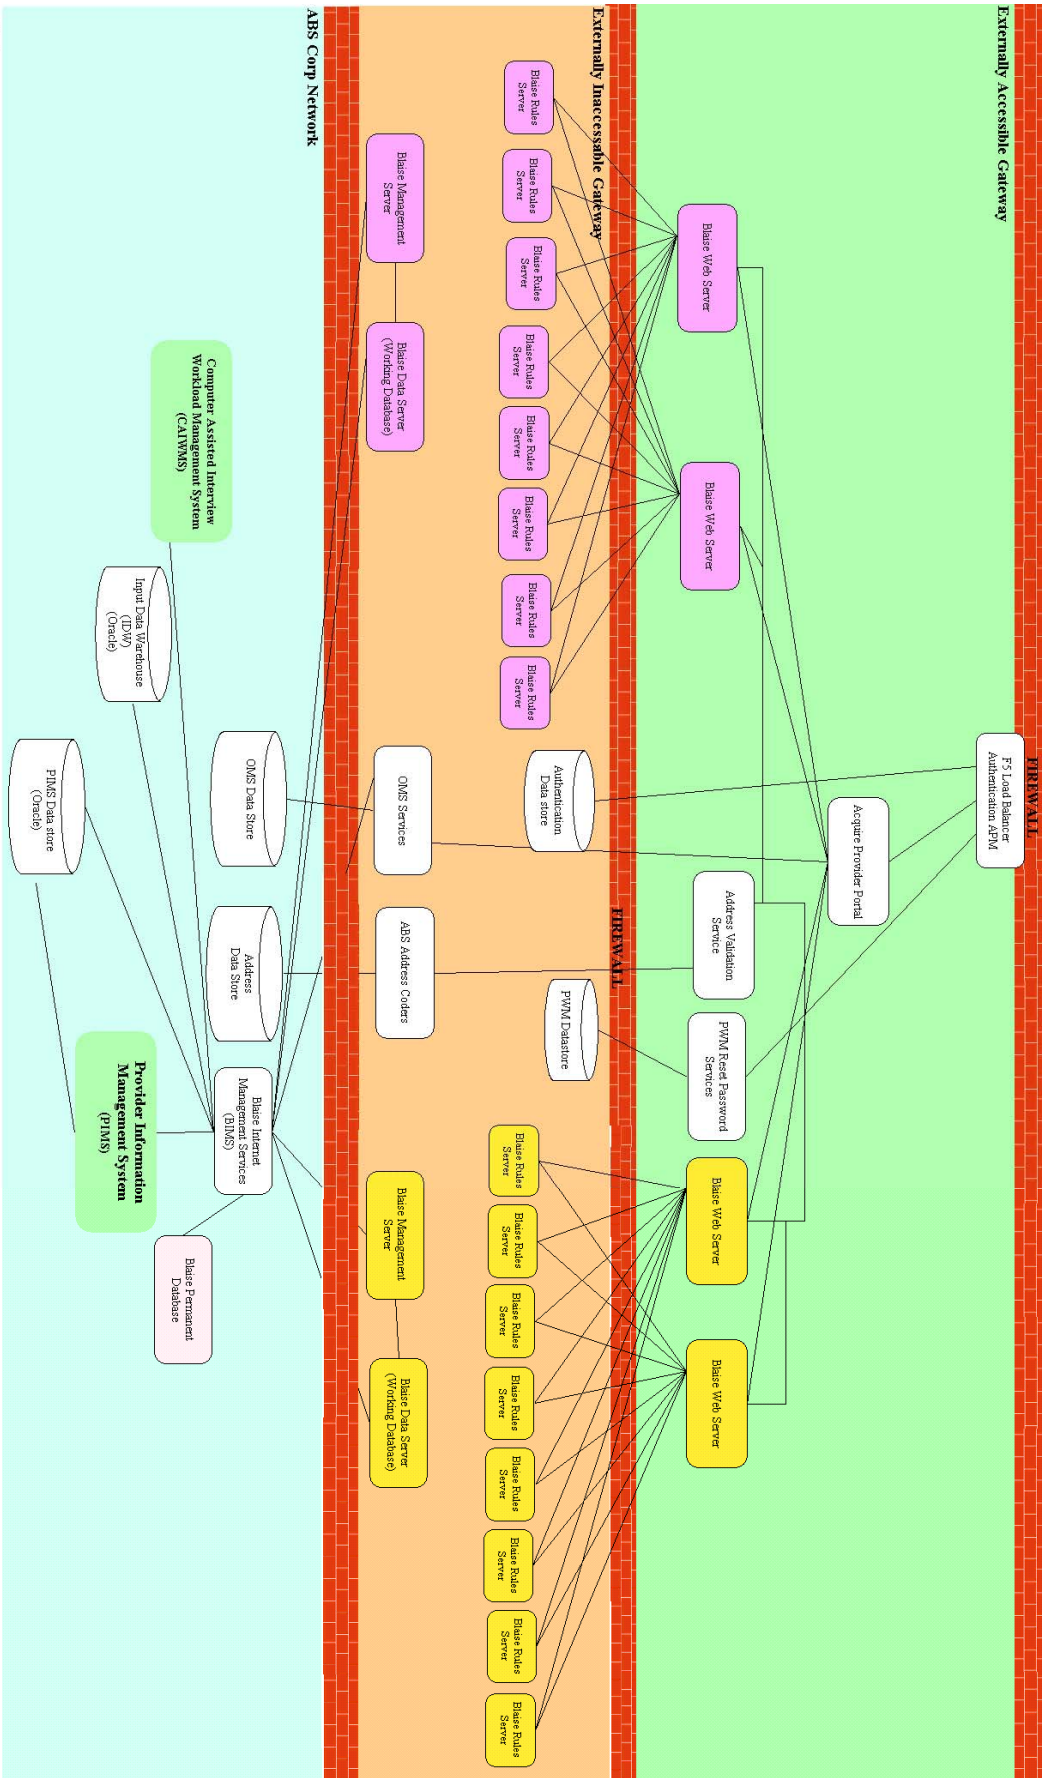 FIREWALL
Externally Accessible Gateway
F5 Load Balancer
Authentication APM
Acquire Provider Portal
Blaise Web Server
Blaise Web Server
Address Validation
Service
PWM Reset Password
Services
Blaise Web Server
Blaise Web Server
FIREWALL
Externally Inaccessable Gateway
Blaise Rules
Server
Blaise Rules
Server
Blaise Rules
Server
Blaise Rules
Server
Blaise Rules
Server
Blaise Rules
Server
Blaise Rules
Server
Blaise Rules
Server
Authentication
Data store
PWM Datastore
Blaise Rules
Server
Blaise Rules
Server
Blaise Rules
Server
Blaise Rules
Server
Blaise Rules
Server
Blaise Rules
Server
Blaise Rules
Server
Blaise Rules
Server
Blaise Management
Server
Blaise Data Server
(Working Database)
OMS Services
ABS Address Coders
Blaise Management
Server
Blaise Data Server
(Working Database)
ABS Corp Network
OMS Data Store
Address
Data Store
Blaise Internet
Management Services
(BIMS)
Computer Assisted Interview
Workload Management System
(CAIWMS)
Blaise Permanent
Database
Input Data Warehouse
(IDW)
(Oracle)
Provider Information
Management System
(PIMS)
PIMS Data store
(Oracle)